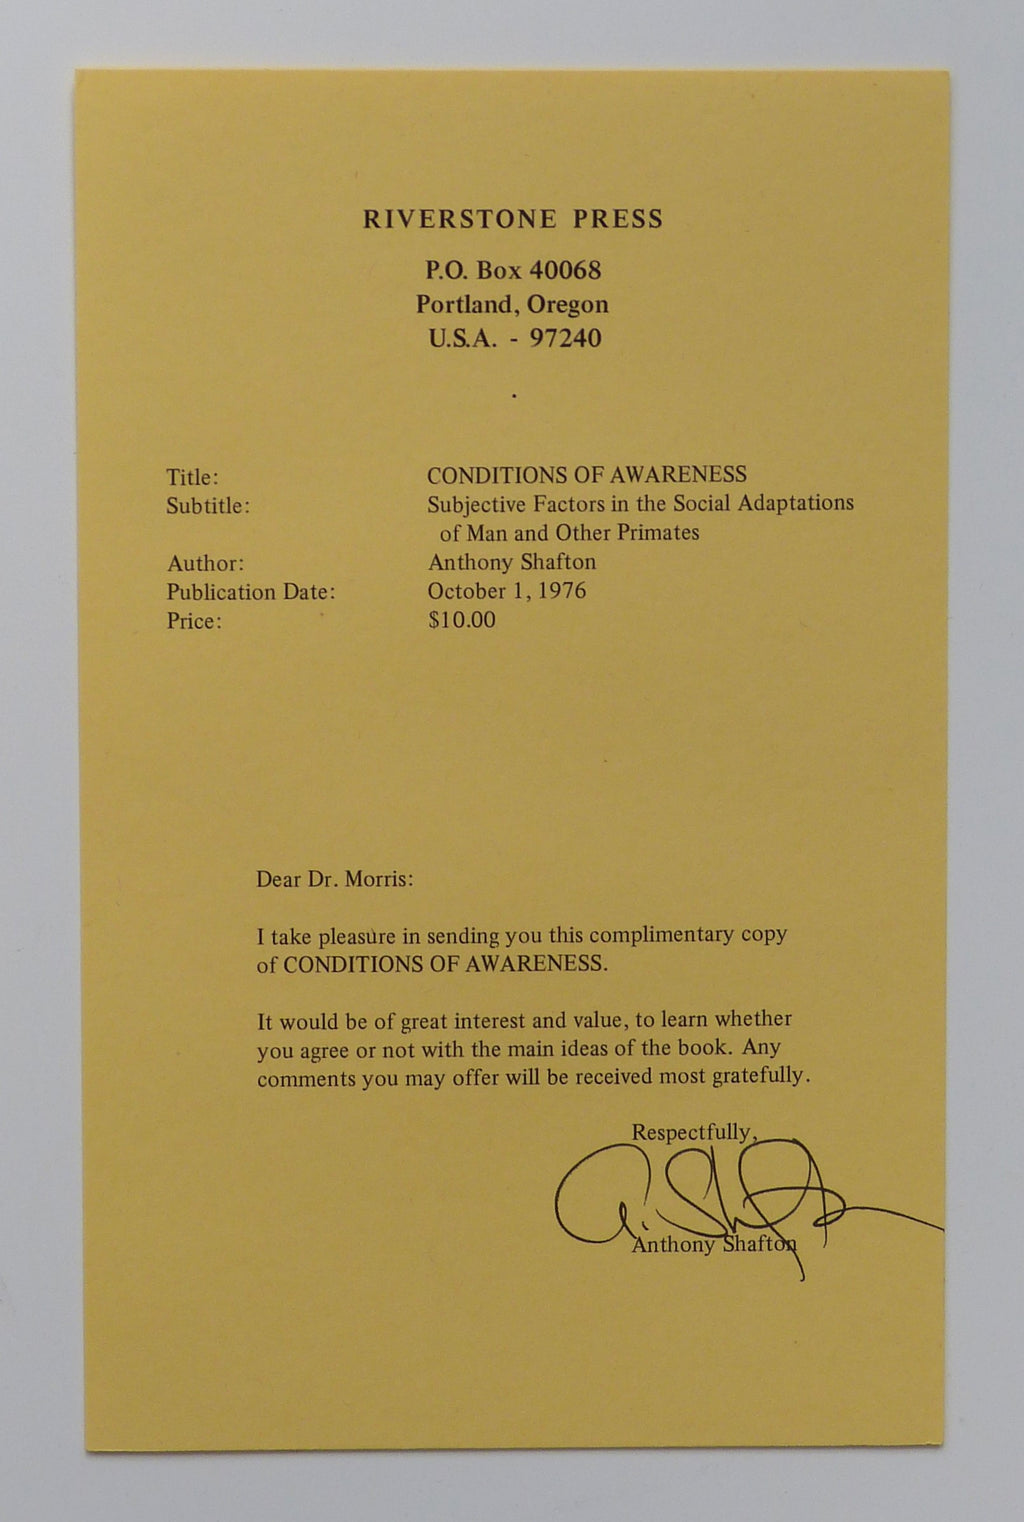 RIVERSTONE PRESS
P.O. Box 40068
Portland, Oregon
U.S.A. - 97240
Title: CONDITIONS OF AWARENESS
Subtitle: Subjective Factors in the Social Adaptations
of Man and Other Primates
Author: Anthony Shafton
Publication Date: October 1, 1976
Price: $10.00
Dear Dr. Morris:
I take pleasure in sending you this complimentary copy
of CONDITIONS OF AWARENESS.
It would be of great interest and value, to learn whether
you agree or not with the main ideas of the book. Any
comments you may offer will be received most gratefully.
Respectfully,
Anthony Shafton